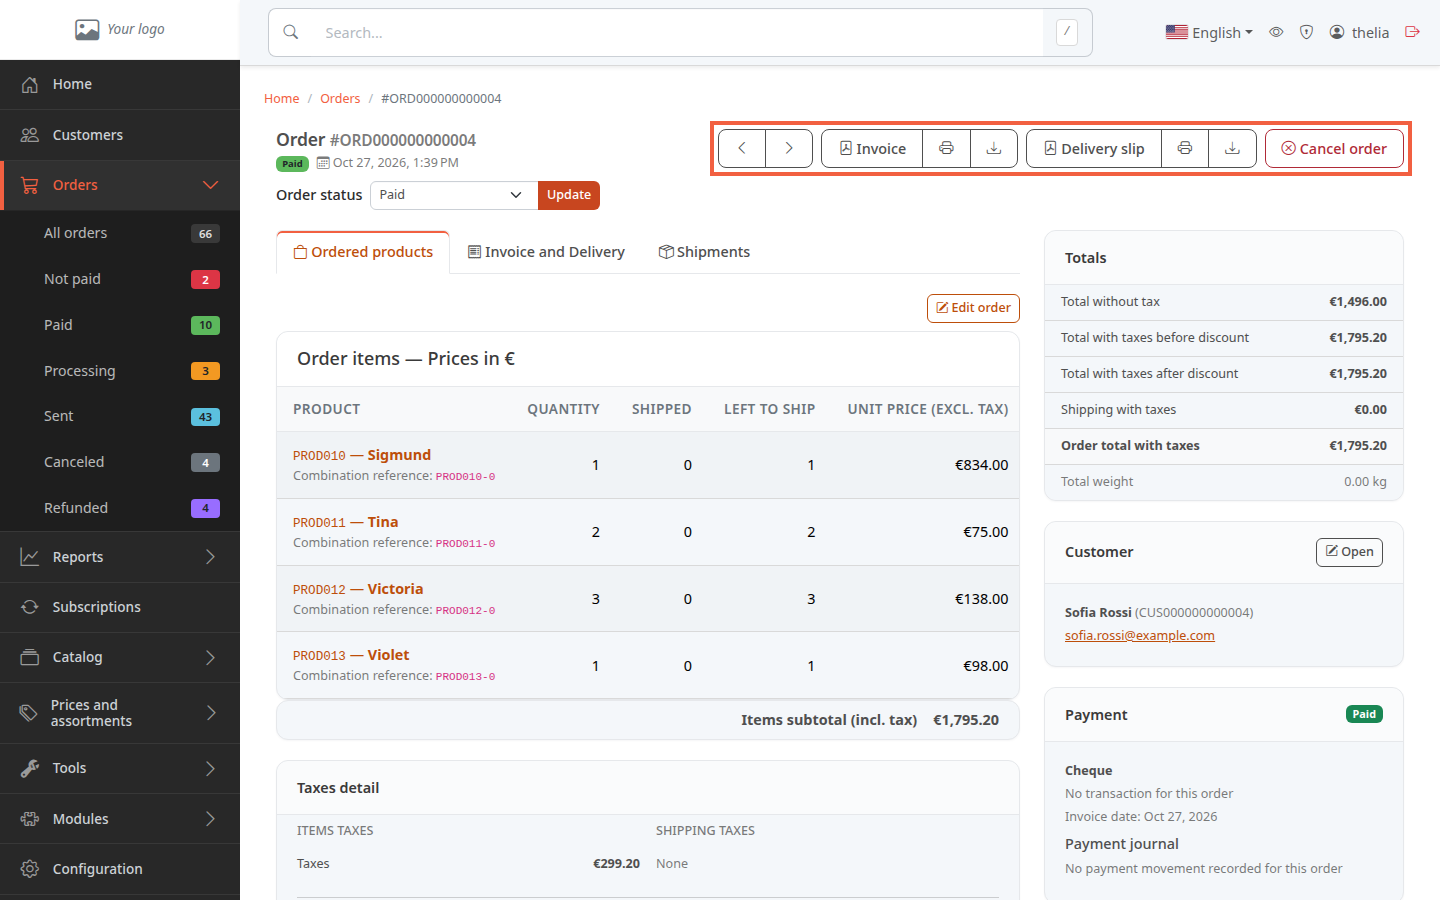 Your logo
Search...
/
English
thelia
Home
Customers
Orders
All orders 66
Not paid 2
Paid 10
Processing 3
Sent 43
Canceled 4
Refunded 4
Reports
Subscriptions
Catalog
Prices and
assortments
Tools
Modules
Configuration
Home / Orders / #ORD000000000004
Order #ORD000000000004
Paid Oct 27, 2026, 1:39 PM
Order status Paid Update
Invoice
Delivery slip
Cancel order
Ordered products Invoice and Delivery Shipments
Edit order
Order items — Prices in €
PRODUCT QUANTITY SHIPPED LEFT TO SHIP UNIT PRICE (EXCL. TAX)
PROD010 — Sigmund 1 0 1 €834.00
Combination reference: PROD010-0
PROD011 — Tina 2 0 2 €75.00
Combination reference: PROD011-0
PROD012 — Victoria 3 0 3 €138.00
Combination reference: PROD012-0
PROD013 — Violet 1 0 1 €98.00
Combination reference: PROD013-0
Items subtotal (incl. tax) €1,795.20
Taxes detail
ITEMS TAXES SHIPPING TAXES
Taxes €299.20 None
Totals
Total without tax €1,496.00
Total with taxes before discount €1,795.20
Total with taxes after discount €1,795.20
Shipping with taxes €0.00
Order total with taxes €1,795.20
Total weight 0.00 kg
Customer Open
Sofia Rossi (CUS000000000004)
sofia.rossi@example.com
Payment Paid
Cheque
No transaction for this order
Invoice date: Oct 27, 2026
Payment journal
No payment movement recorded for this order